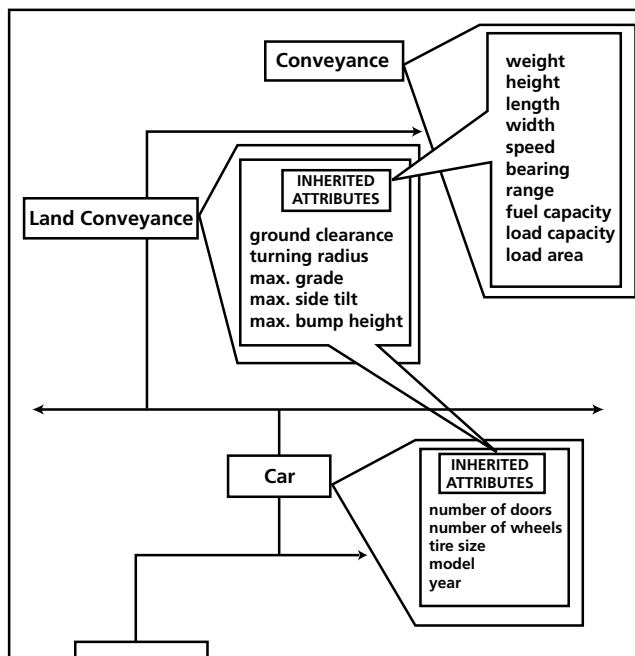 Conveyance
weight
height
length
width
speed
bearing
range
fuel capacity
load capacity
load area
Land Conveyance
INHERITED
ATTRIBUTES
ground clearance
turning radius
max. grade
max. side tilt
max. bump height
Car
INHERITED
ATTRIBUTES
number of doors
number of wheels
tire size
model
year